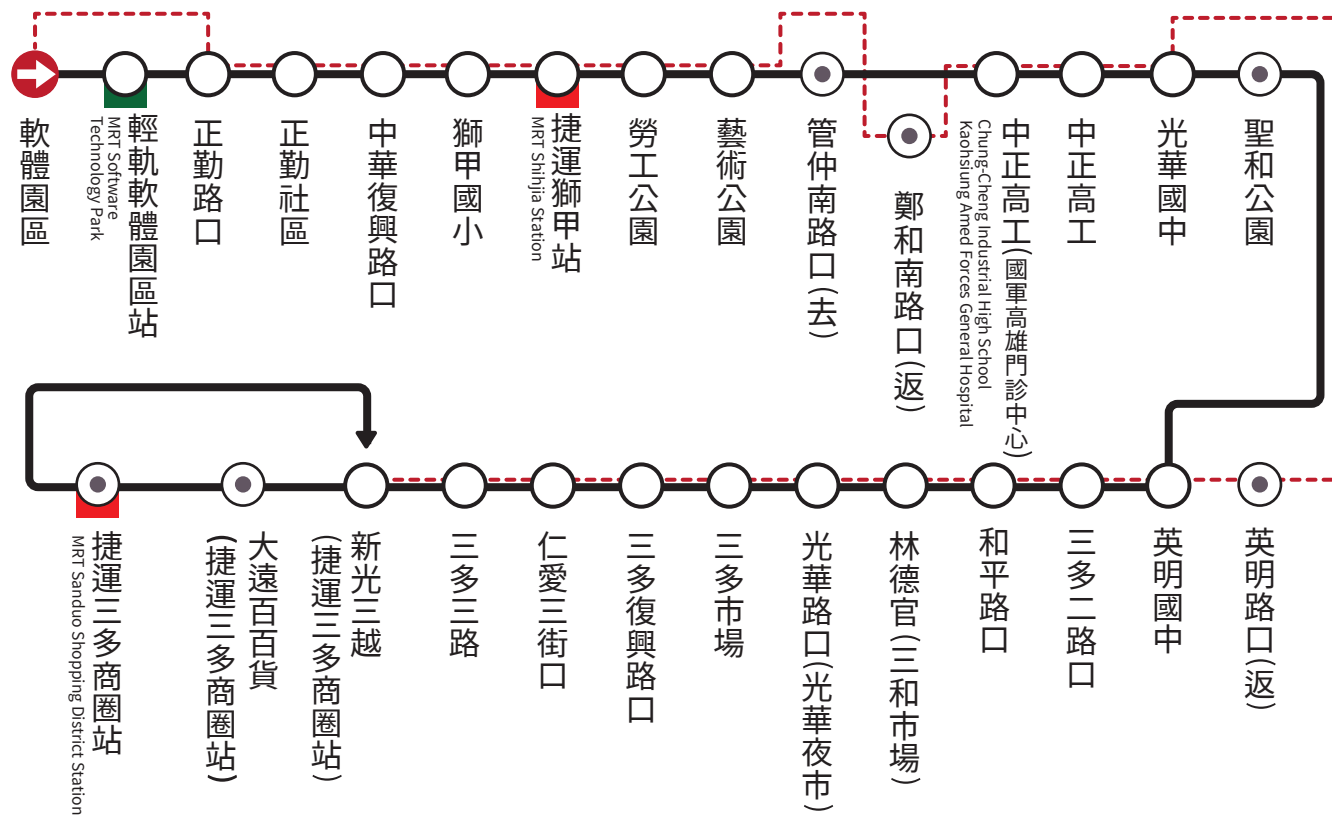 軟體園區
輕軌軟體園區站
MRT Software
Technology Park
正勤路口
正勤社區
中華復興路口
獅甲國小
捷運獅甲站
MRT Shihjia Station
勞工公園
藝術公園
管仲南路口(去)
鄭和南路口(返)
中正高工(國軍高雄門診中心)
Chung-Cheng Industrial High School
Kaohsiung Amed Forces General Hospital
中正高工
光華國中
聖和公園
捷運三多商圈站
MRT Sanduo Shopping District Station
大遠百百貨
(捷運三多商圈站)
新光三越
(捷運三多商圈站)
三多三路
仁愛三街口
三多復興路口
三多市場
光華路口(光華夜市)
林德官(三和市場)
和平路口
三多二路口
英明國中
英明路口(返)